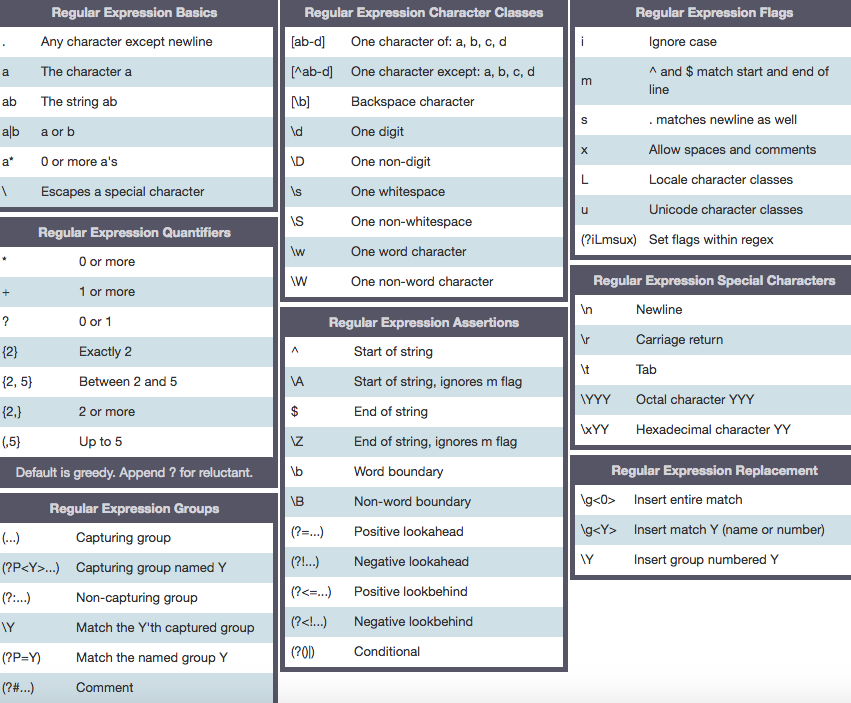 Regular Expression Basics
. Any character except newline
a The character a
ab The string ab
a|b a or b
a* 0 or more a's
\ Escapes a special character
Regular Expression Quantifiers
* 0 or more
+ 1 or more
? 0 or 1
{2} Exactly 2
{2, 5} Between 2 and 5
{2,} 2 or more
(,5} Up to 5
Default is greedy. Append ? for reluctant.
Regular Expression Groups
(...) Capturing group
(?P<Y>...) Capturing group named Y
(?:...) Non-capturing group
\Y Match the Y'th captured group
(?P=Y) Match the named group Y
(?#...) Comment
Regular Expression Character Classes
[ab-d] One character of: a, b, c, d
[^ab-d] One character except: a, b, c, d
[\b] Backspace character
\d One digit
\D One non-digit
\s One whitespace
\S One non-whitespace
\w One word character
\W One non-word character
Regular Expression Assertions
^ Start of string
\A Start of string, ignores m flag
$ End of string
\Z End of string, ignores m flag
\b Word boundary
\B Non-word boundary
(?=...) Positive lookahead
(?!...) Negative lookahead
(?<=...) Positive lookbehind
(?<!...) Negative lookbehind
(?()|) Conditional
Regular Expression Flags
i Ignore case
m ^ and $ match start and end of
line
s . matches newline as well
x Allow spaces and comments
L Locale character classes
u Unicode character classes
(?iLmsux) Set flags within regex
Regular Expression Special Characters
\n Newline
\r Carriage return
\t Tab
\YYY Octal character YYY
\xYY Hexadecimal character YY
Regular Expression Replacement
\g<0> Insert entire match
\g<Y> Insert match Y (name or number)
\Y Insert group numbered Y